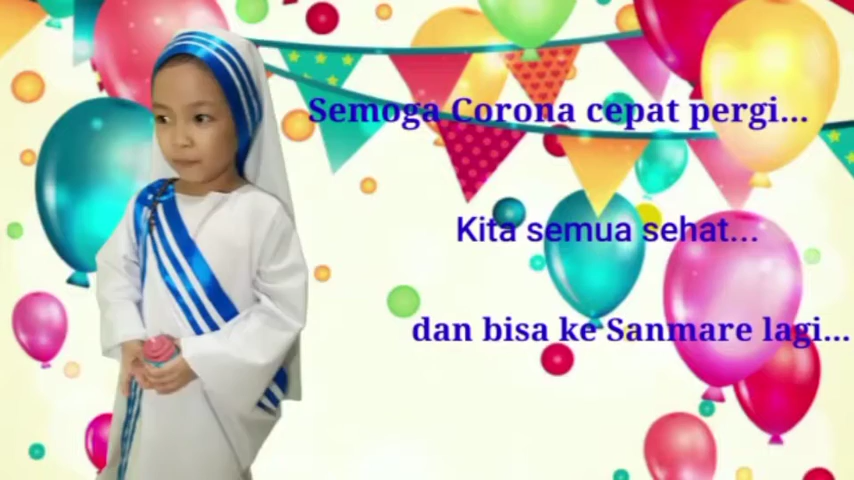 Semoga Corona cepat pergi...
Kita semua sehat...
dan bisa ke Sanmare lagi...